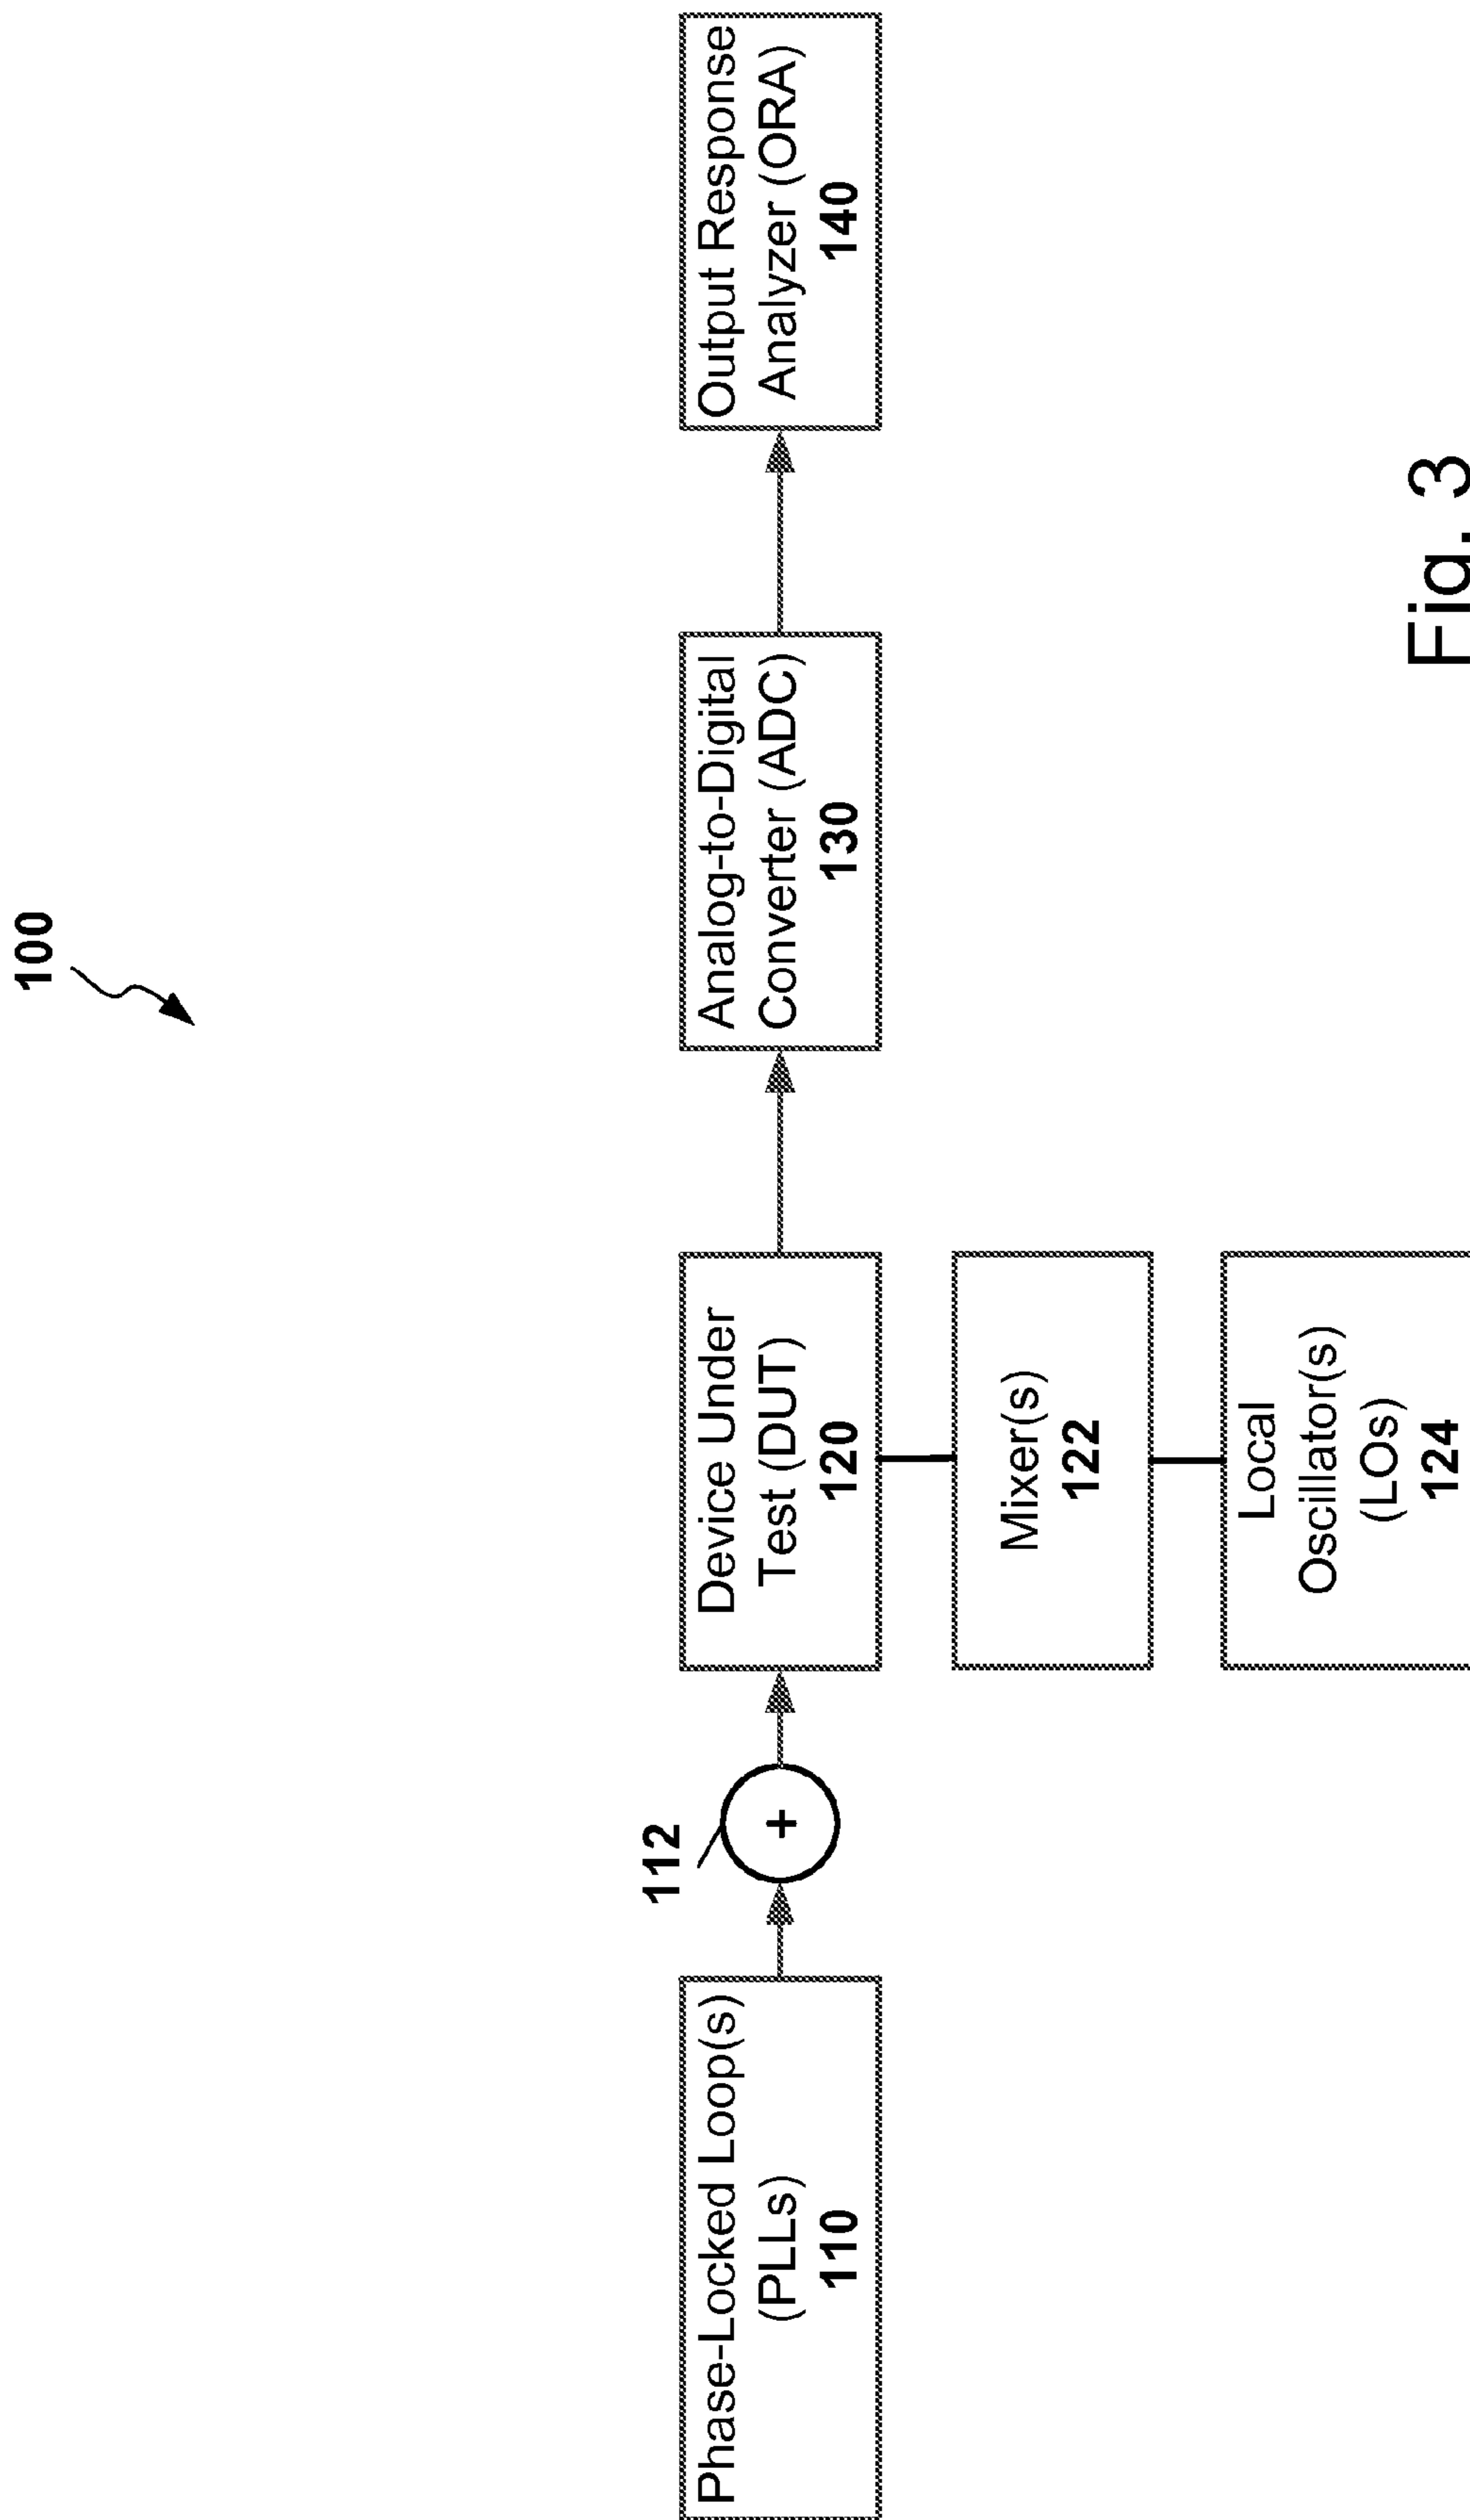 100
Phase-Locked Loop(s)
(PLLs)
110
112
+
Device Under
Test (DUT)
120
Mixer(s)
122
Local
Oscillator(s)
(LOs)
124
Analog-to-Digital
Converter (ADC)
130
Output Response
Analyzer (ORA)
140
Fig. 3